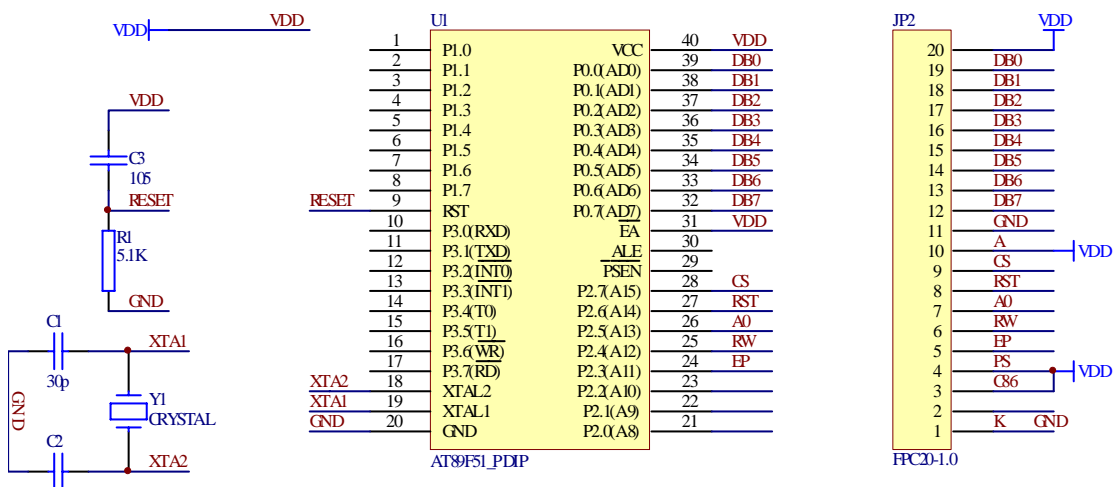 VDD
VDD
VDD
C3
105
RESET
R1
5.1K
GND
C1
30p
XTA1
GND
Y1
CRYSTAL
C2
XTA2
U1
RESET
XTA2
XTA1
GND
1 P1.0
2 P1.1
3 P1.2
4 P1.3
5 P1.4
6 P1.5
7 P1.6
8 P1.7
9 RST
10 P3.0(RXD)
11 P3.1(TXD)
12 P3.2(INT0)
13 P3.3(INT1)
14 P3.4(T0)
15 P3.5(T1)
16 P3.6(WR)
17 P3.7(RD)
18 XTAL2
19 XTAL1
20 GND
VCC 40 VDD
P0.0(AD0) 39 DB0
P0.1(AD1) 38 DB1
P0.2(AD2) 37 DB2
P0.3(AD3) 36 DB3
P0.4(AD4) 35 DB4
P0.5(AD5) 34 DB5
P0.6(AD6) 33 DB6
P0.7(AD7) 32 DB7
EA 31 VDD
ALE 30
PSEN 29
P2.7(A15) 28 CS
P2.6(A14) 27 RST
P2.5(A13) 26 A0
P2.4(A12) 25 RW
P2.3(A11) 24 EP
P2.2(A10) 23
P2.1(A9) 22
P2.0(A8) 21
AT89F51_PDIP
JP2
VDD
20
19 DB0
18 DB1
17 DB2
16 DB3
15 DB4
14 DB5
13 DB6
12 DB7
11 GND
10 A VDD
9 CS
8 RST
7 A0
6 RW
5 EP
4 PS VDD
3 C86
2
1 K GND
FPC20-1.0